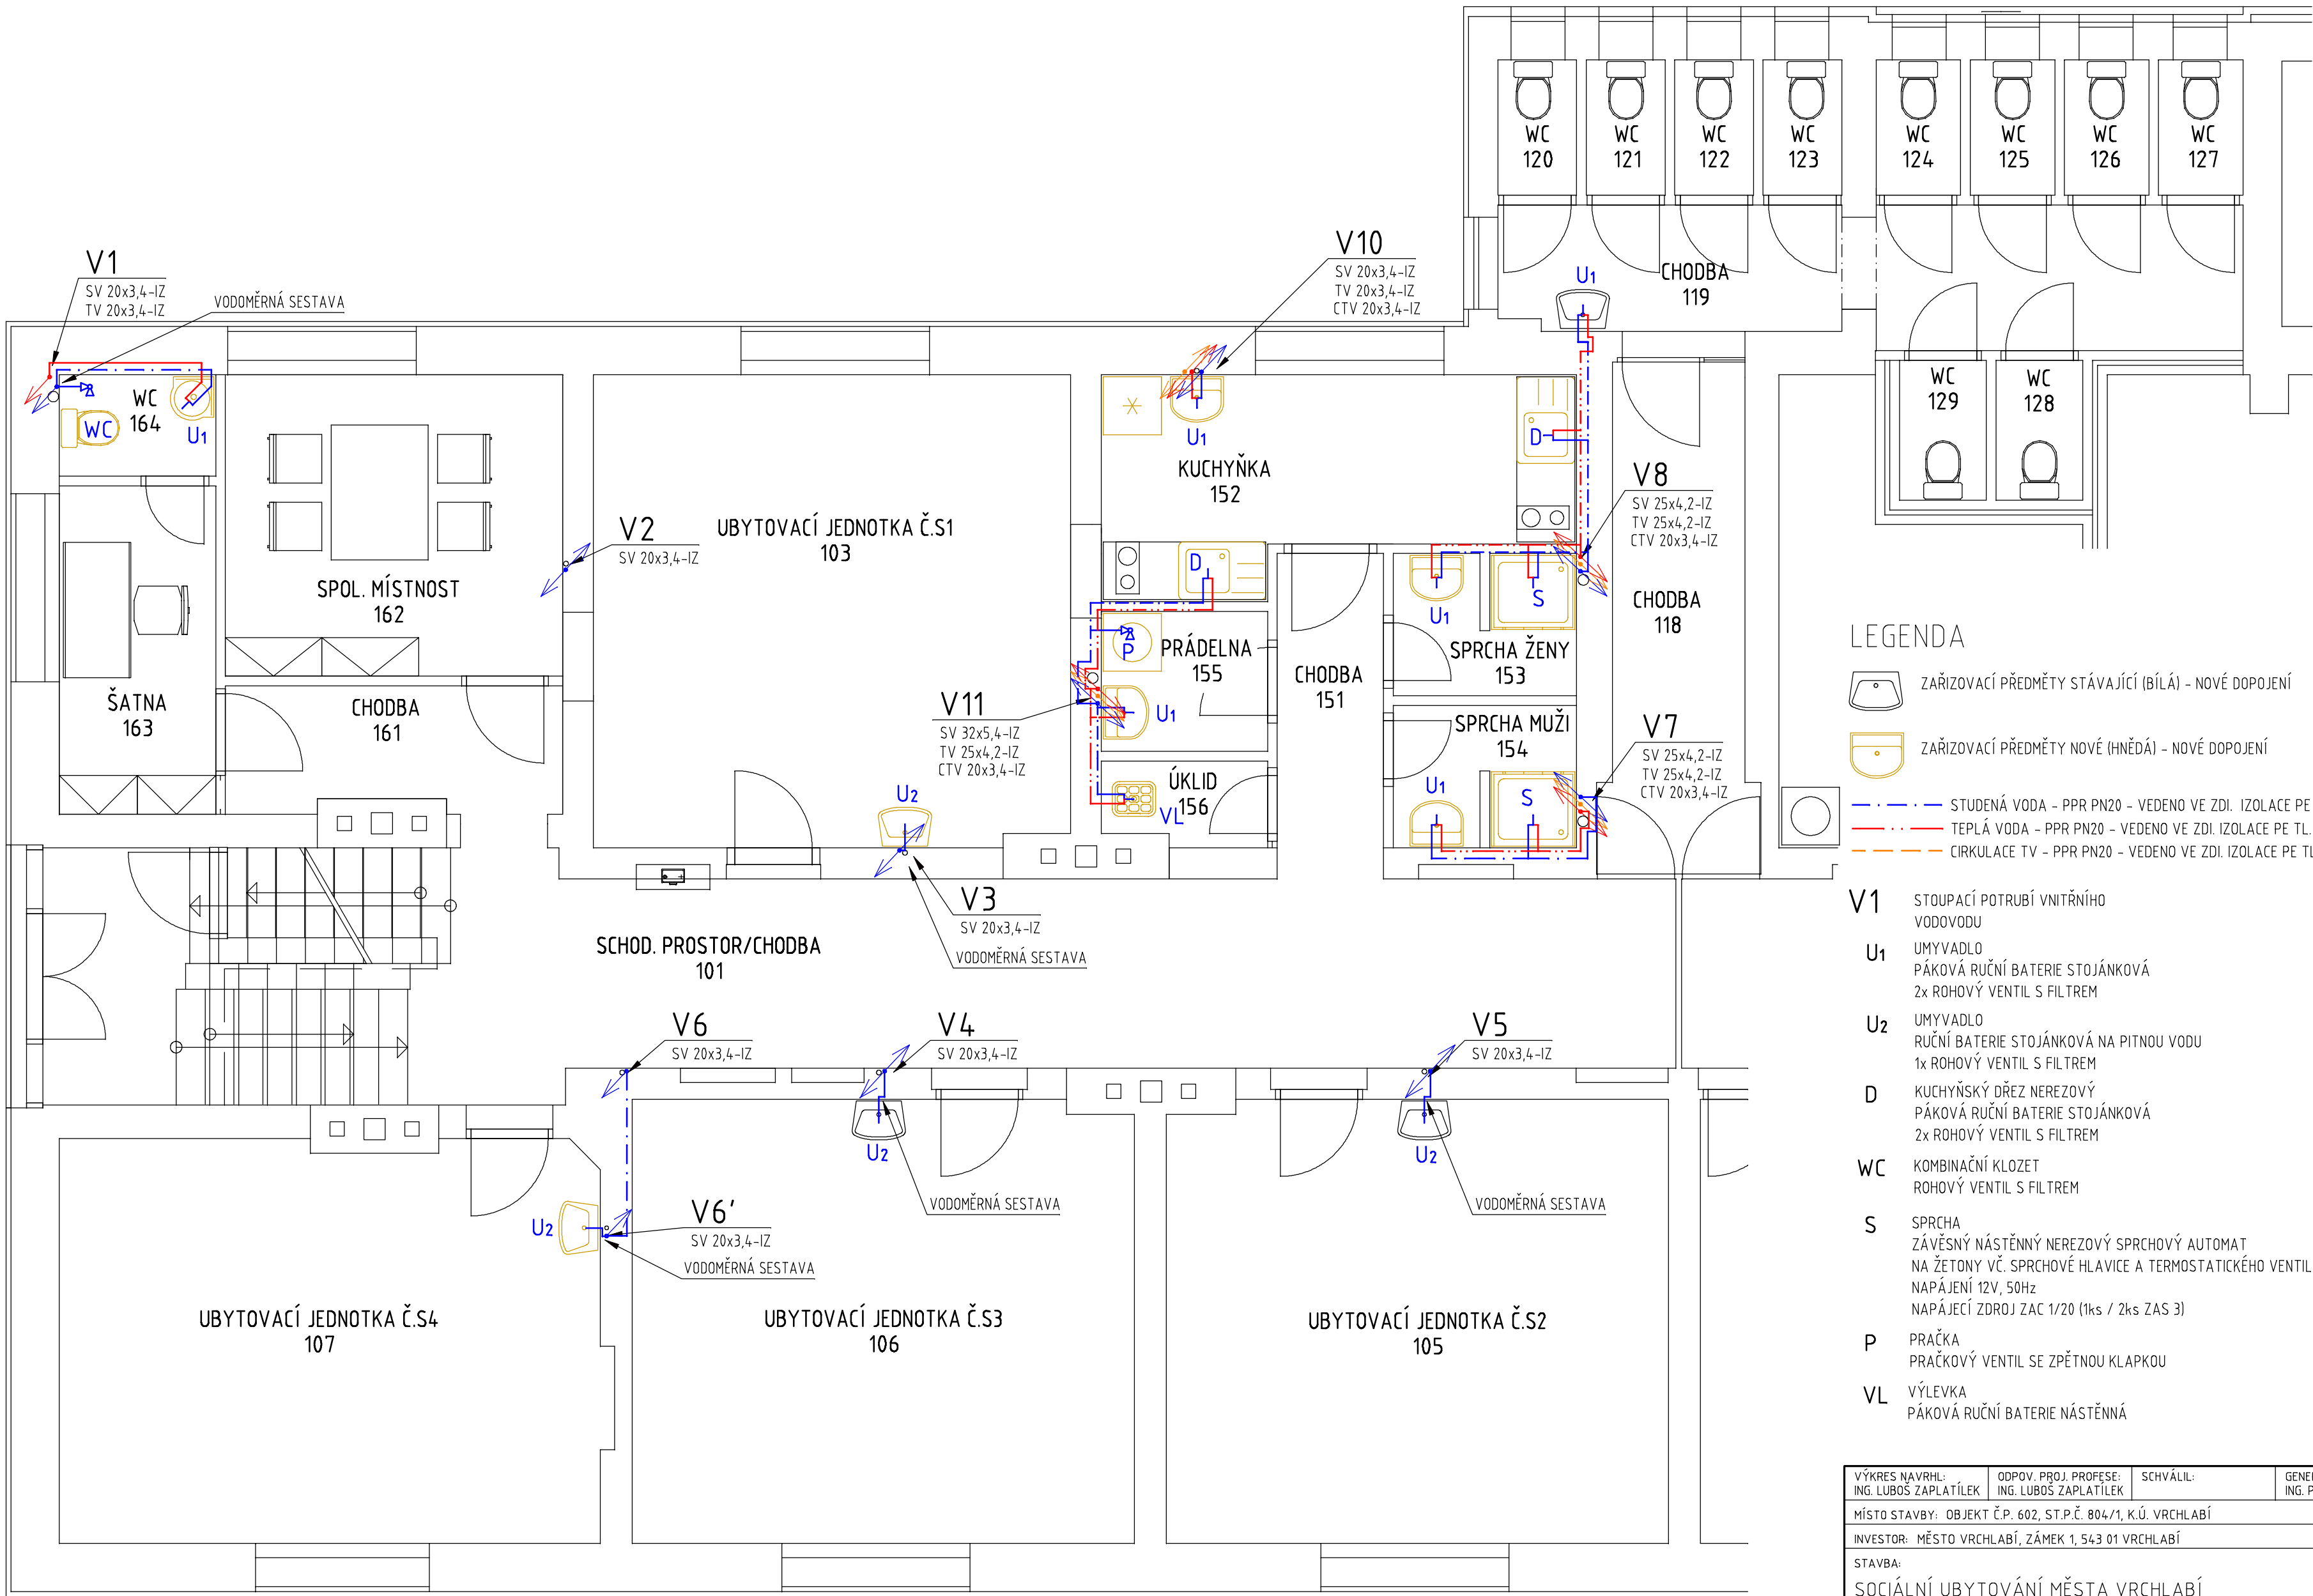 WC
120
WC
121
WC
122
WC
123
WC
124
WC
125
WC
126
WC
127
V1
SV 20x3,4-IZ
TV 20x3,4-IZ
VODOMĚRNÁ SESTAVA
V10
SV 20x3,4-IZ
TV 20x3,4-IZ
CTV 20x3,4-IZ
U1
CHODBA
119
WC
164
WC
U1
U1
D
KUCHYŇKA
152
WC
129
WC
128
V8
SV 25x4,2-IZ
TV 25x4,2-IZ
CTV 20x3,4-IZ
V2
SV 20x3,4-IZ
UBYTOVACÍ JEDNOTKA Č.S1
103
SPOL. MÍSTNOST
162
D
U1
S
CHODBA
118
P
PRÁDELNA
155
SPRCHA ŽENY
153
CHODBA
151
ŠATNA
163
CHODBA
161
V11
SV 32x5,4-IZ
TV 25x4,2-IZ
CTV 20x3,4-IZ
U1
SPRCHA MUŽI
154
V7
SV 25x4,2-IZ
TV 25x4,2-IZ
CTV 20x3,4-IZ
ÚKLID
156
VL
U1
S
U2
V3
SV 20x3,4-IZ
VODOMĚRNÁ SESTAVA
SCHOD. PROSTOR/CHODBA
101
V6
SV 20x3,4-IZ
V4
SV 20x3,4-IZ
V5
SV 20x3,4-IZ
U2
U2
VODOMĚRNÁ SESTAVA
VODOMĚRNÁ SESTAVA
U2
V6'
SV 20x3,4-IZ
VODOMĚRNÁ SESTAVA
UBYTOVACÍ JEDNOTKA Č.S4
107
UBYTOVACÍ JEDNOTKA Č.S3
106
UBYTOVACÍ JEDNOTKA Č.S2
105
LEGENDA
ZAŘIZOVACÍ PŘEDMĚTY STÁVAJÍCÍ (BÍLÁ) - NOVÉ DOPOJENÍ
ZAŘIZOVACÍ PŘEDMĚTY NOVÉ (HNĚDÁ) - NOVÉ DOPOJENÍ
STUDENÁ VODA - PPR PN20 - VEDENO VE ZDI. IZOLACE PE
TEPLÁ VODA - PPR PN20 - VEDENO VE ZDI. IZOLACE PE TL.
CIRKULACE TV - PPR PN20 - VEDENO VE ZDI. IZOLACE PE TL
V1 STOUPACÍ POTRUBÍ VNITŘNÍHO
VODOVODU
U1 UMYVADLO
PÁKOVÁ RUČNÍ BATERIE STOJÁNKOVÁ
2x ROHOVÝ VENTIL S FILTREM
U2 UMYVADLO
RUČNÍ BATERIE STOJÁNKOVÁ NA PITNOU VODU
1x ROHOVÝ VENTIL S FILTREM
D KUCHYŇSKÝ DŘEZ NEREZOVÝ
PÁKOVÁ RUČNÍ BATERIE STOJÁNKOVÁ
2x ROHOVÝ VENTIL S FILTREM
WC KOMBINAČNÍ KLOZET
ROHOVÝ VENTIL S FILTREM
S SPRCHA
ZÁVĚSNÝ NÁSTĚNNÝ NEREZOVÝ SPRCHOVÝ AUTOMAT
NA ŽETONY VČ. SPRCHOVÉ HLAVICE A TERMOSTATICKÉHO VENTIL
NAPÁJENÍ 12V, 50Hz
NAPÁJECÍ ZDROJ ZAC 1/20 (1ks / 2ks ZAS 3)
P PRAČKA
PRAČKOVÝ VENTIL SE ZPĚTNOU KLAPKOU
VL VÝLEVKA
PÁKOVÁ RUČNÍ BATERIE NÁSTĚNNÁ
VÝKRES NAVRHL: ODPOV. PROJ. PROFESE: SCHVÁLIL: GENE
ING. LUBOŠ ZAPLATÍLEK ING. LUBOŠ ZAPLATÍLEK ING. P
MÍSTO STAVBY: OBJEKT Č.P. 602, ST.P.Č. 804/1, K.Ú. VRCHLABÍ
INVESTOR: MĚSTO VRCHLABÍ, ZÁMEK 1, 543 01 VRCHLABÍ
STAVBA:
SOCIÁLNÍ UBYTOVÁNÍ MĚSTA VRCHLABÍ